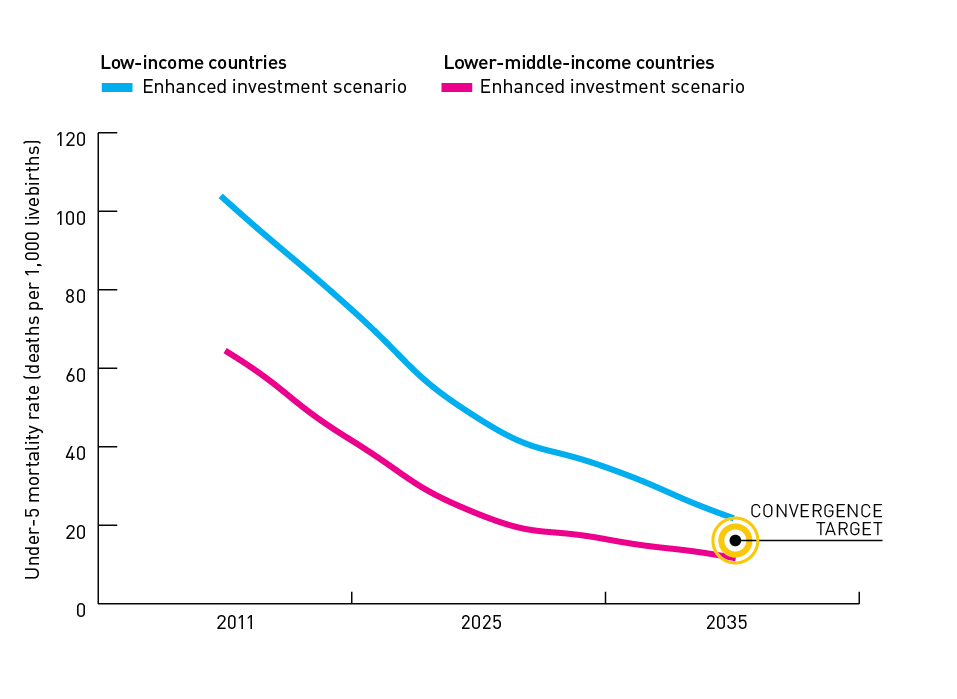 Low-income countries
Enhanced investment scenario
Lower-middle-income countries
Enhanced investment scenario
Under-5 mortality rate (deaths per 1,000 livebirths)
120
100
80
60
40
20
0
CONVERGENCE
TARGET
2011
2025
2035